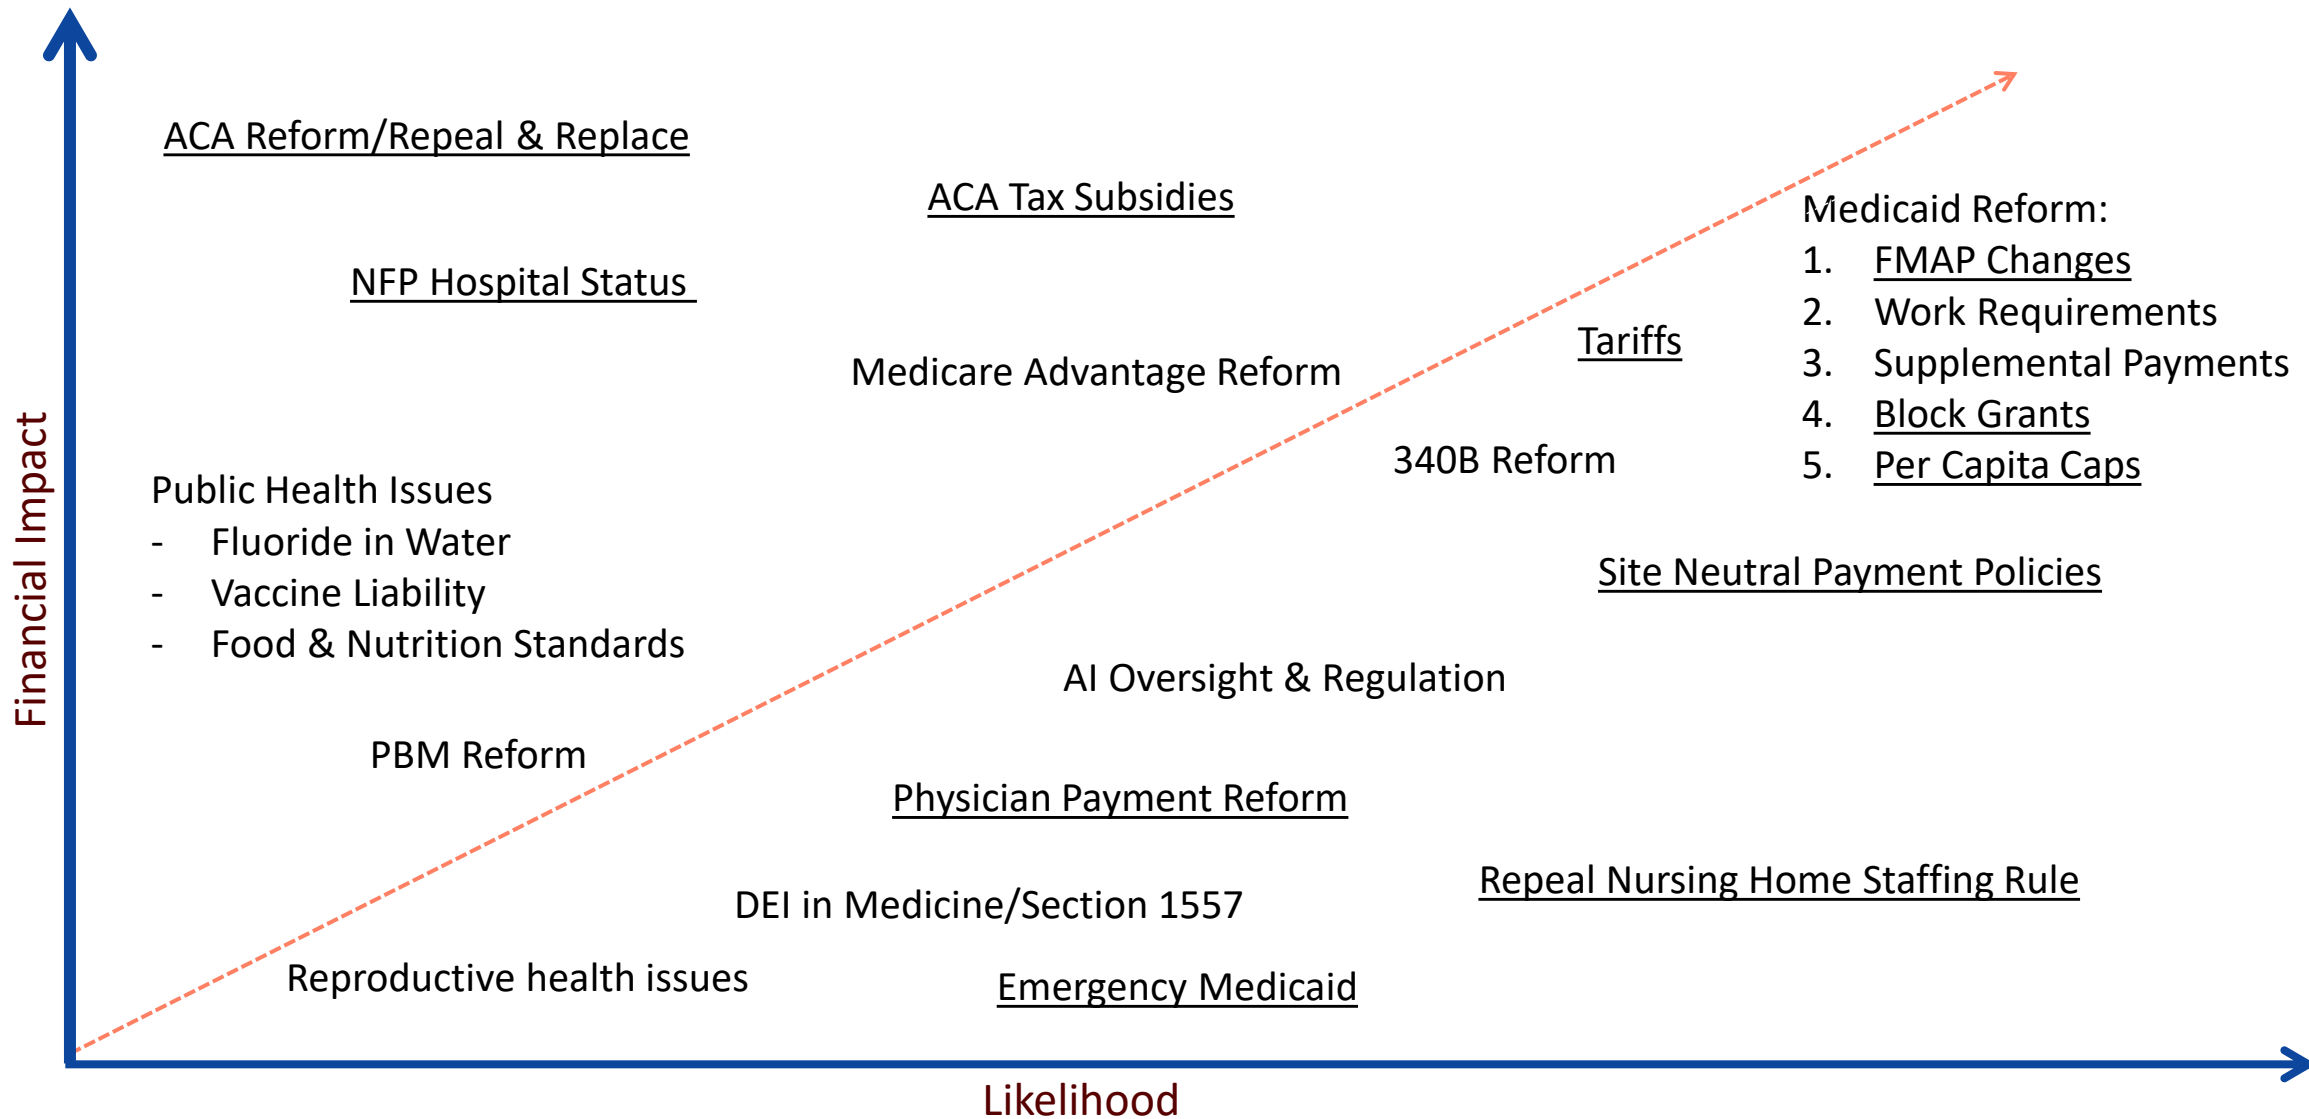 ACA Reform/Repeal & Replace
ACA Tax Subsidies
NFP Hospital Status
Medicare Advantage Reform
Tariffs
Medicaid Reform:
1. FMAP Changes
2. Work Requirements
3. Supplemental Payments
4. Block Grants
5. Per Capita Caps
340B Reform
Public Health Issues
- Fluoride in Water
- Vaccine Liability
- Food & Nutrition Standards
Site Neutral Payment Policies
AI Oversight & Regulation
PBM Reform
Physician Payment Reform
Repeal Nursing Home Staffing Rule
DEI in Medicine/Section 1557
Reproductive health issues
Emergency Medicaid
Financial Impact
Likelihood